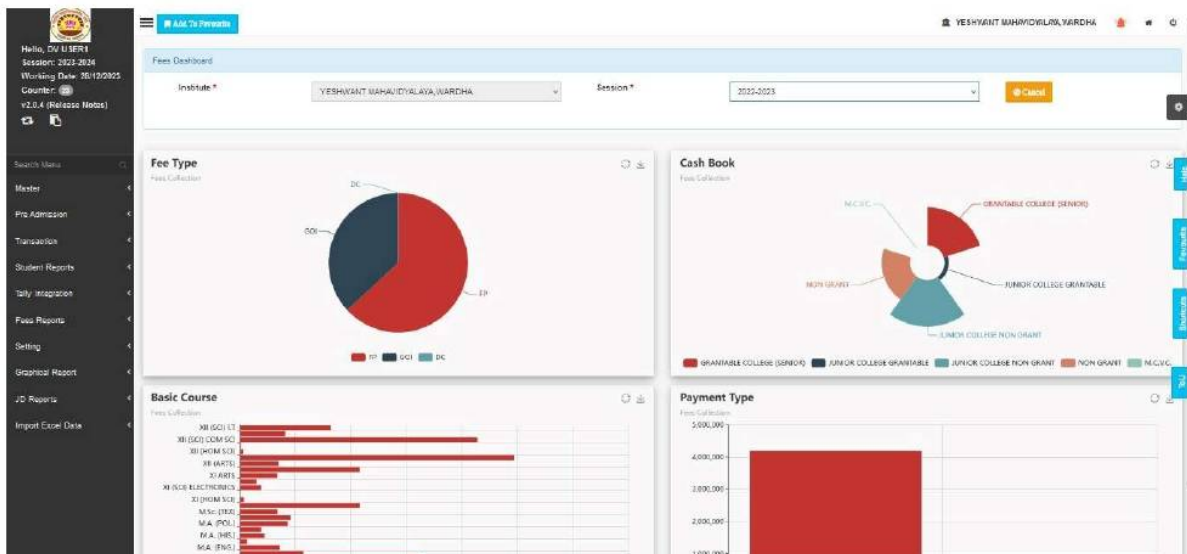 Add To Favourite
YESHWANT MAHAVIDYALAYA, WARDHA
Hello, DV USER1
Session: 2023-2024
Working Date: 28/12/2023
Counter:
v2.0.4 (Release Notes)
Search Menu
Master
Pre Admission
Transaction
Student Reports
Tally Integration
Fees Reports
Setting
Graphical Report
JD Reports
Import Excel Data
Fees Dashboard
Institute *
YESHWANT MAHAVIDYALAYA, WARDHA
Session *
2022-2023
Cancel
Help
Favourite
Shortcuts
Fee Type
Fees Collection
DC
GOI
FP
FP GOI DC
Cash Book
Fees Collection
M.C.V.C.
GRANTABLE COLLEGE (SENIOR)
NON GRANT
JUNIOR COLLEGE GRANTABLE
JUNIOR COLLEGE NON GRANT
GRANTABLE COLLEGE (SENIOR) JUNIOR COLLEGE GRANTABLE JUNIOR COLLEGE NON GRANT NON GRANT M.C.V.C.
Basic Course
Fees Collection
XII (SCI) I.T
XII (SCI) COM SCI
XII (HOM SCI)
XII (ARTS)
XI ARTS
XI (SCI) ELECTRONICS
XI (HOM SCI)
M.Sc. (TEX)
M.A. (POL.)
M.A. (HIS.)
M.A. (ENG.)
Payment Type
Fees Collection
5,000,000
4,000,000
3,000,000
2,000,000
1,000,000